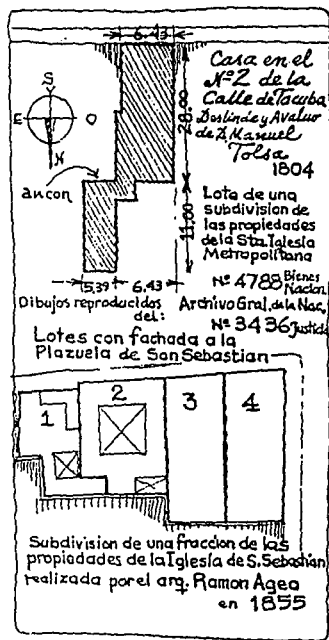 6.43
Casa en el
Nº 2 de la
Calle de Tacuba
Deslinde y Avaluo
de D. Manuel
Tolsa
1804
S
E
O
N
28.00
ancon
Lote de una
subdivision de
las propiedades
de la Sta. Iglesia
Metropolitana
11.00
5.39
6.43
Nº 4788 Bienes
Nacion.
Dibujos reproducidos
del:
Archivo Gral. de la Nac.
Nº 3436 Justicia
Lotes con fachada a la
Plazuela de San Sebastian
1
2
3
4
Subdivision de una fraccion de las
propiedades de la Iglesia de S. Sebastian
realizada por el arq. Ramon Agea
en 1855